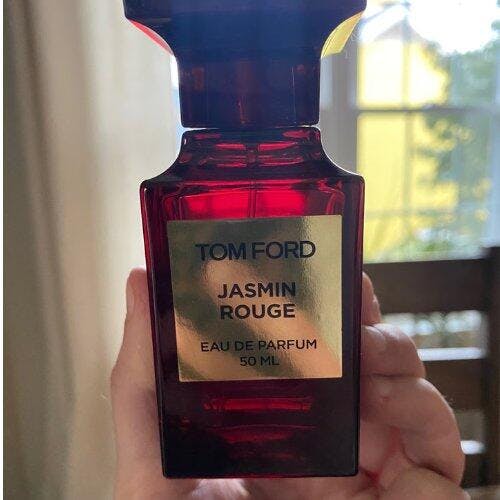 TOM FORD
JASMIN
ROUGE
EAU DE PARFUM
50 ML